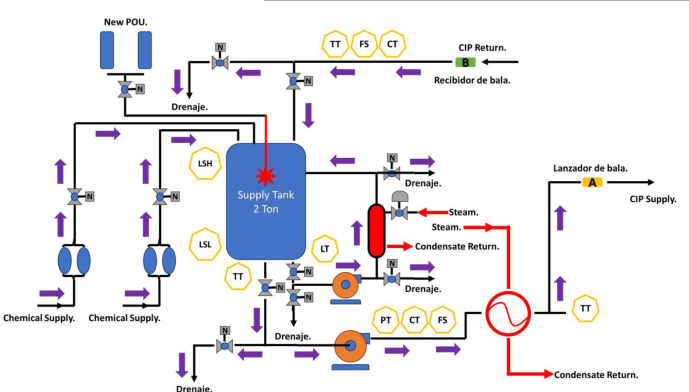 New POU.
N
TT FS CT
CIP Return.
B
Recibidor de bala.
N
N
Drenaje.
LSH
Supply Tank
2 Ton
N
Drenaje.
Lanzador de bala.
A
CIP Supply.
N
N
Steam.
Steam.
Condensate Return.
LSL
LT
TT
N
N
N
N
Drenaje.
Chemical Supply.
Chemical Supply.
PT CT FS
TT
N
Drenaje.
Drenaje.
Condensate Return.